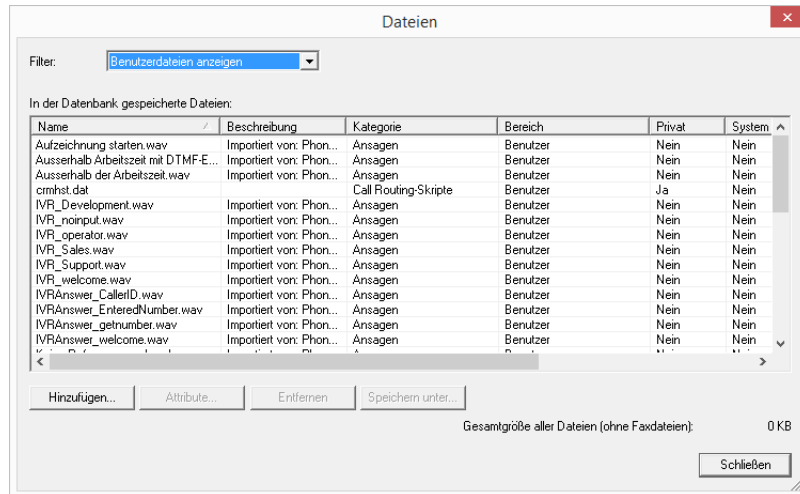 Dateien
Filter: Benutzerdateien anzeigen
In der Datenbank gespeicherte Dateien:
Name Beschreibung Kategorie Bereich Privat System
Aufzeichnung starten.wav Importiert von: Phon... Ansagen Benutzer Nein Nein
Ausserhalb Arbeitszeit mit DTMF-E... Importiert von: Phon... Ansagen Benutzer Nein Nein
Ausserhalb der Arbeitszeit.wav Importiert von: Phon... Ansagen Benutzer Nein Nein
crmhst.dat Call Routing-Skripte Benutzer Ja Nein
IVR_Development.wav Importiert von: Phon... Ansagen Benutzer Nein Nein
IVR_noinput.wav Importiert von: Phon... Ansagen Benutzer Nein Nein
IVR_operator.wav Importiert von: Phon... Ansagen Benutzer Nein Nein
IVR_Sales.wav Importiert von: Phon... Ansagen Benutzer Nein Nein
IVR_Support.wav Importiert von: Phon... Ansagen Benutzer Nein Nein
IVR_welcome.wav Importiert von: Phon... Ansagen Benutzer Nein Nein
IVRAnswer_CallerID.wav Importiert von: Phon... Ansagen Benutzer Nein Nein
IVRAnswer_EnteredNumber.wav Importiert von: Phon... Ansagen Benutzer Nein Nein
IVRAnswer_getnumber.wav Importiert von: Phon... Ansagen Benutzer Nein Nein
IVRAnswer_welcome.wav Importiert von: Phon... Ansagen Benutzer Nein Nein
Hinzufügen... Attribute... Entfernen Speichern unter...
Gesamtgröße aller Dateien (ohne Faxdateien): 0 KB
Schließen